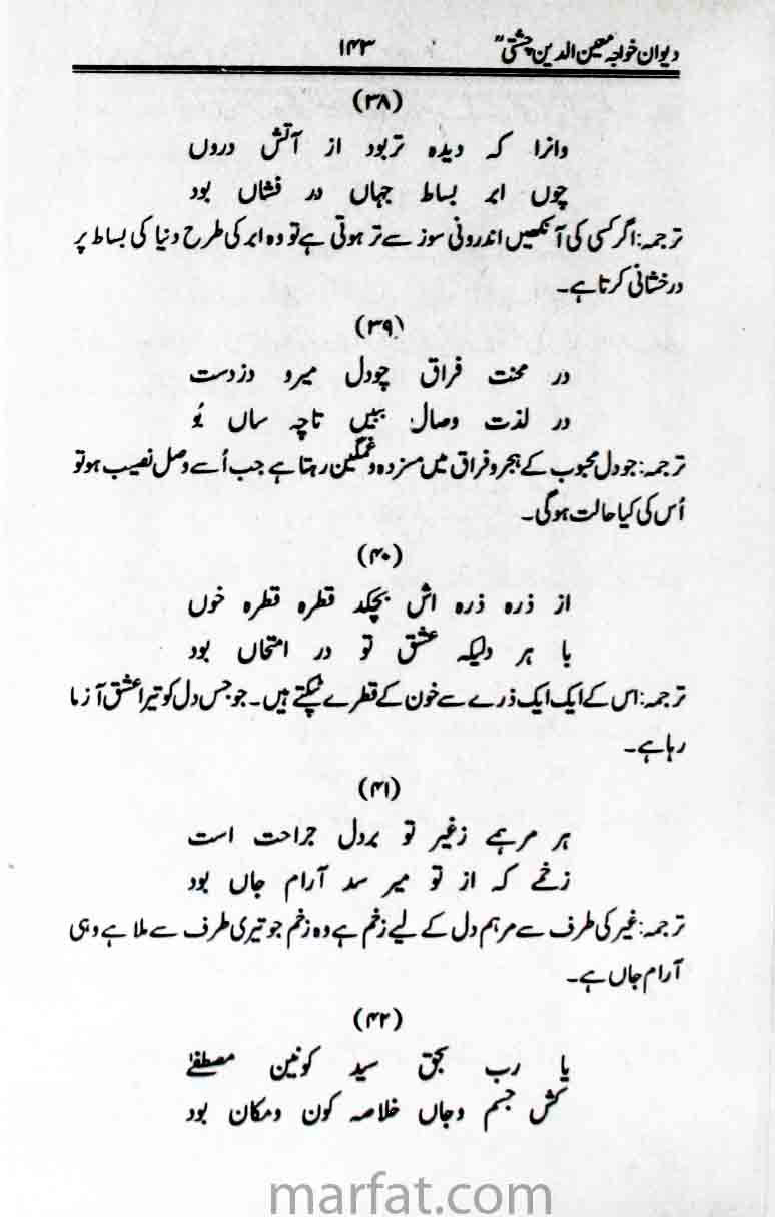 دیوان خواجہ معین الدین چشتیؒ ۱۴۳
(۳۸)
وانرا کہ دیدہ تربود از آتش دروں
چوں ابر بساط جہاں در فشاں بود
ترجمہ: اگر کسی کی آنکھیں اندرونی سوز سے تر ہوتی ہے تو وہ ابر کی طرح دنیا کی بساط پر
درخشانی کرتا ہے۔
(۳۹)
در محنت فراق چودل میرو دزدست
در لذت وصال ببیں تاچہ ساں بُو
ترجمہ: جو دل محبوب کے ہجر و فراق میں مسزدہ و غمگین رہتا ہے جب اُسے وصل نصیب ہو تو
اُس کی کیا حالت ہو گی۔
(۴۰)
از ذرہ ذرہ اش بچکد قطرہ قطرہ خوں
با ہر دلیکہ عشق تو در امتحاں بود
ترجمہ: اس کے ایک ایک ذرے سے خون کے قطرے ٹپکتے ہیں۔ جو جس دل کو تیرا عشق آزما
رہا ہے۔
(۴۱)
ہر مرہمے زغیر تو بردل جراحت است
زخمے کہ از تو میر سد آرام جاں بود
ترجمہ: غیر کی طرف سے مرہم دل کے لیے زخم ہے وہ زخم جو تیری طرف سے ملا ہے وہی
آرام جاں ہے۔
(۴۲)
یا رب بحق سید کونین مصطفےٰ
کش جسم وجاں خلاصہ کون ومکان بود
marfat.com